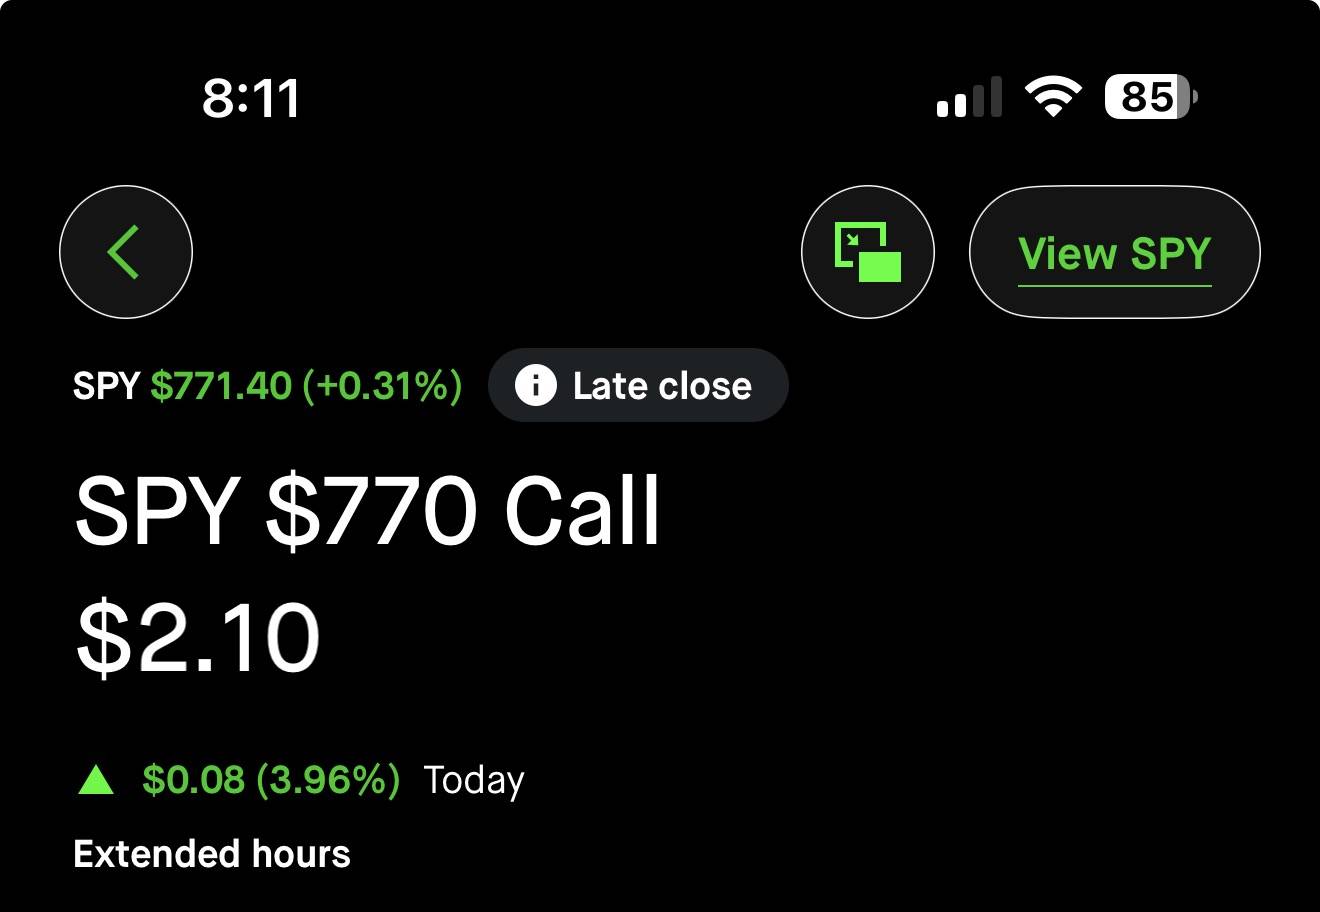 8:11 85
View SPY
SPY $771.40 (+0.31%) Late close
SPY $770 Call
$2.10
$0.08 (3.96%) Today
Extended hours